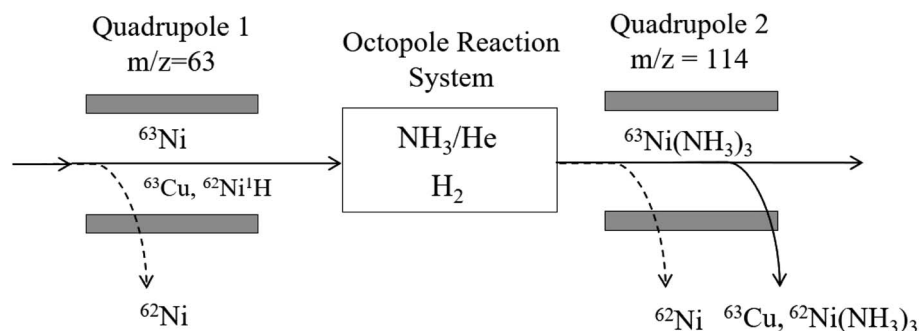 Quadrupole 1
m/z=63
Octopole Reaction
System
Quadrupole 2
m/z = 114
⁶³Ni
⁶³Cu, ⁶²Ni¹H
⁶²Ni
NH₃/He
H₂
⁶³Ni(NH₃)₃
⁶²Ni
⁶³Cu, ⁶²Ni(NH₃)₃